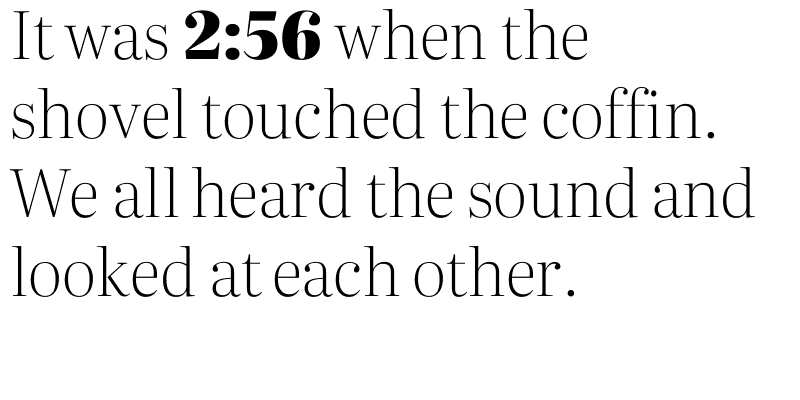 It was 2:56 when the
shovel touched the coffin.
We all heard the sound and
looked at each other.